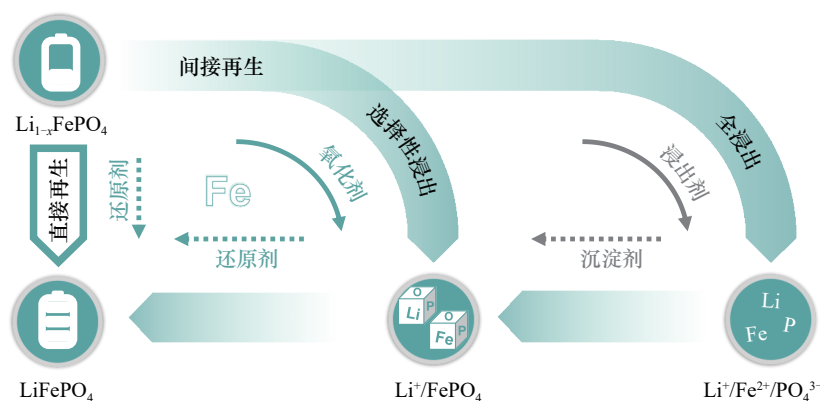 间接再生
Li₁₋ₓFePO₄
选择性浸出
全浸出
直接再生
还原剂
Fe
氧化剂
浸出剂
还原剂
沉淀剂
O
Li
P
O
Fe
P
Li
Fe
P
LiFePO₄
Li⁺/FePO₄
Li⁺/Fe²⁺/PO₄³⁻